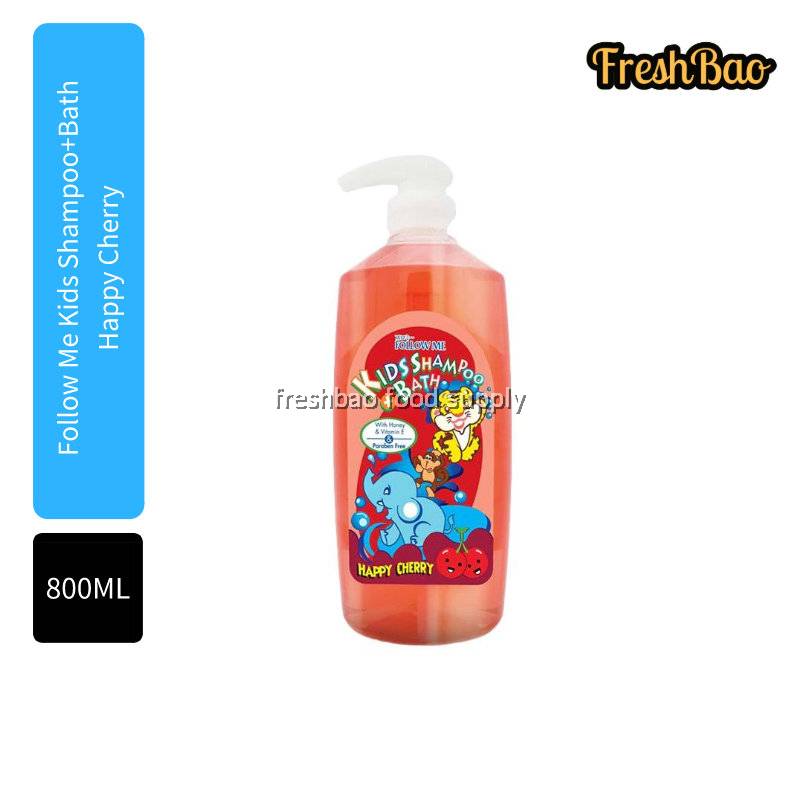 FreshBao
Follow Me Kids Shampoo+Bath
Happy Cherry
800ML
FOLLOW ME
KIDS SHAMPOO
+BATH
freshbao food supply
With Honey
& Vitamin E
&
Paraben Free
HAPPY CHERRY